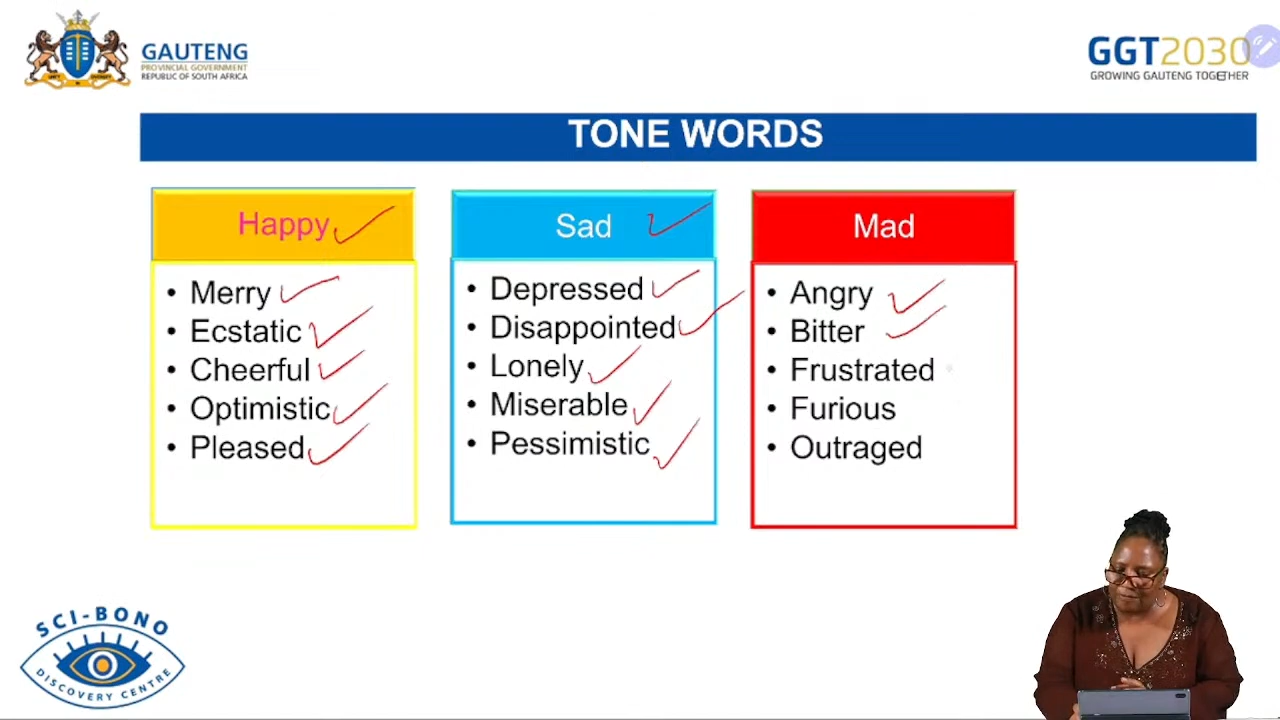 GAUTENG
PROVINCIAL GOVERNMENT
REPUBLIC OF SOUTH AFRICA
GGT2030
GROWING GAUTENG TOGETHER
TONE WORDS
Happy
• Merry
• Ecstatic
• Cheerful
• Optimistic
• Pleased
Sad
• Depressed
• Disappointed
• Lonely
• Miserable
• Pessimistic
Mad
• Angry
• Bitter
• Frustrated
• Furious
• Outraged
SCI-BONO
DISCOVERY CENTRE